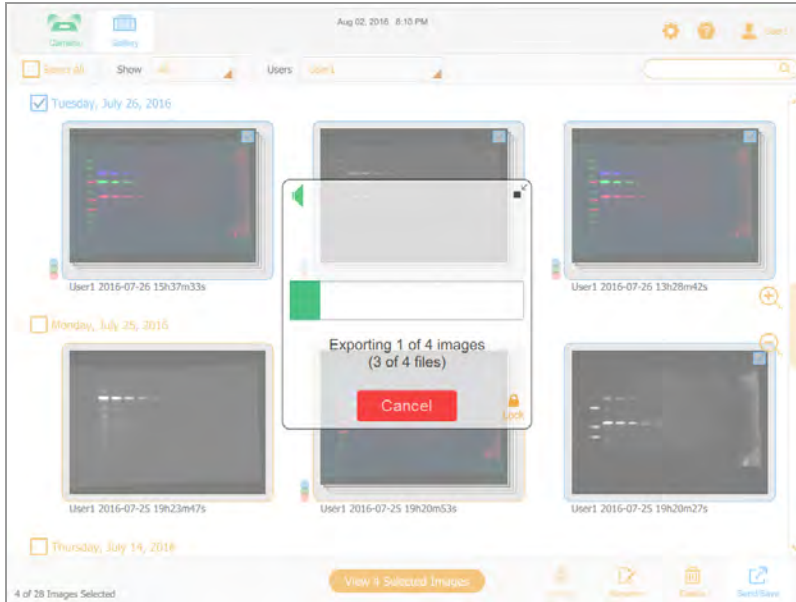 Aug 02, 2016 8:10 PM
Camera
Gallery
User1
Select All
Show
All
Users
User1
Tuesday, July 26, 2016
User1 2016-07-26 15h37m33s
User1 2016-07-26 13h28m42s
Monday, July 25, 2016
Exporting 1 of 4 images
(3 of 4 files)
Cancel
Lock
User1 2016-07-25 19h23m47s
User1 2016-07-25 19h20m53s
User1 2016-07-25 19h20m27s
Thursday, July 14, 2016
4 of 28 Images Selected
View 4 Selected Images
Delete
Send/Save